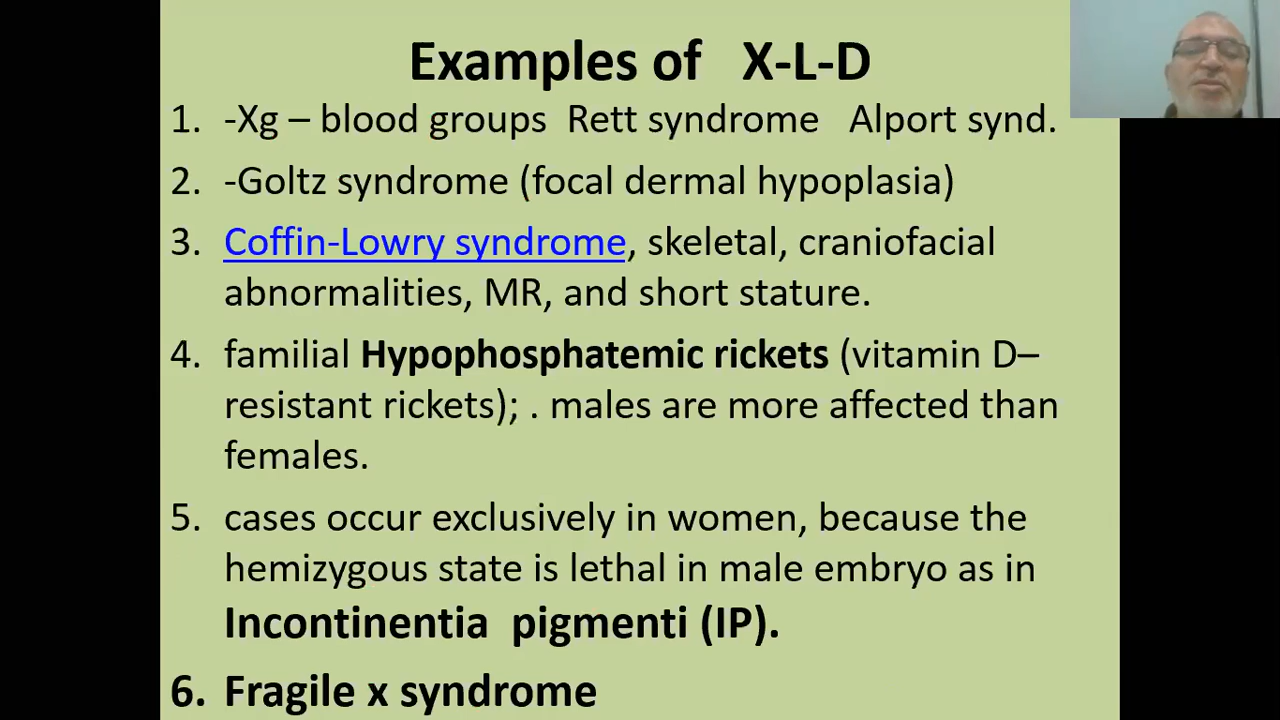 Examples of X-L-D
1. -Xg – blood groups Rett syndrome Alport synd.
2. -Goltz syndrome (focal dermal hypoplasia)
3. Coffin-Lowry syndrome, skeletal, craniofacial
abnormalities, MR, and short stature.
4. familial Hypophosphatemic rickets (vitamin D–
resistant rickets); . males are more affected than
females.
5. cases occur exclusively in women, because the
hemizygous state is lethal in male embryo as in
Incontinentia pigmenti (IP).
6. Fragile x syndrome